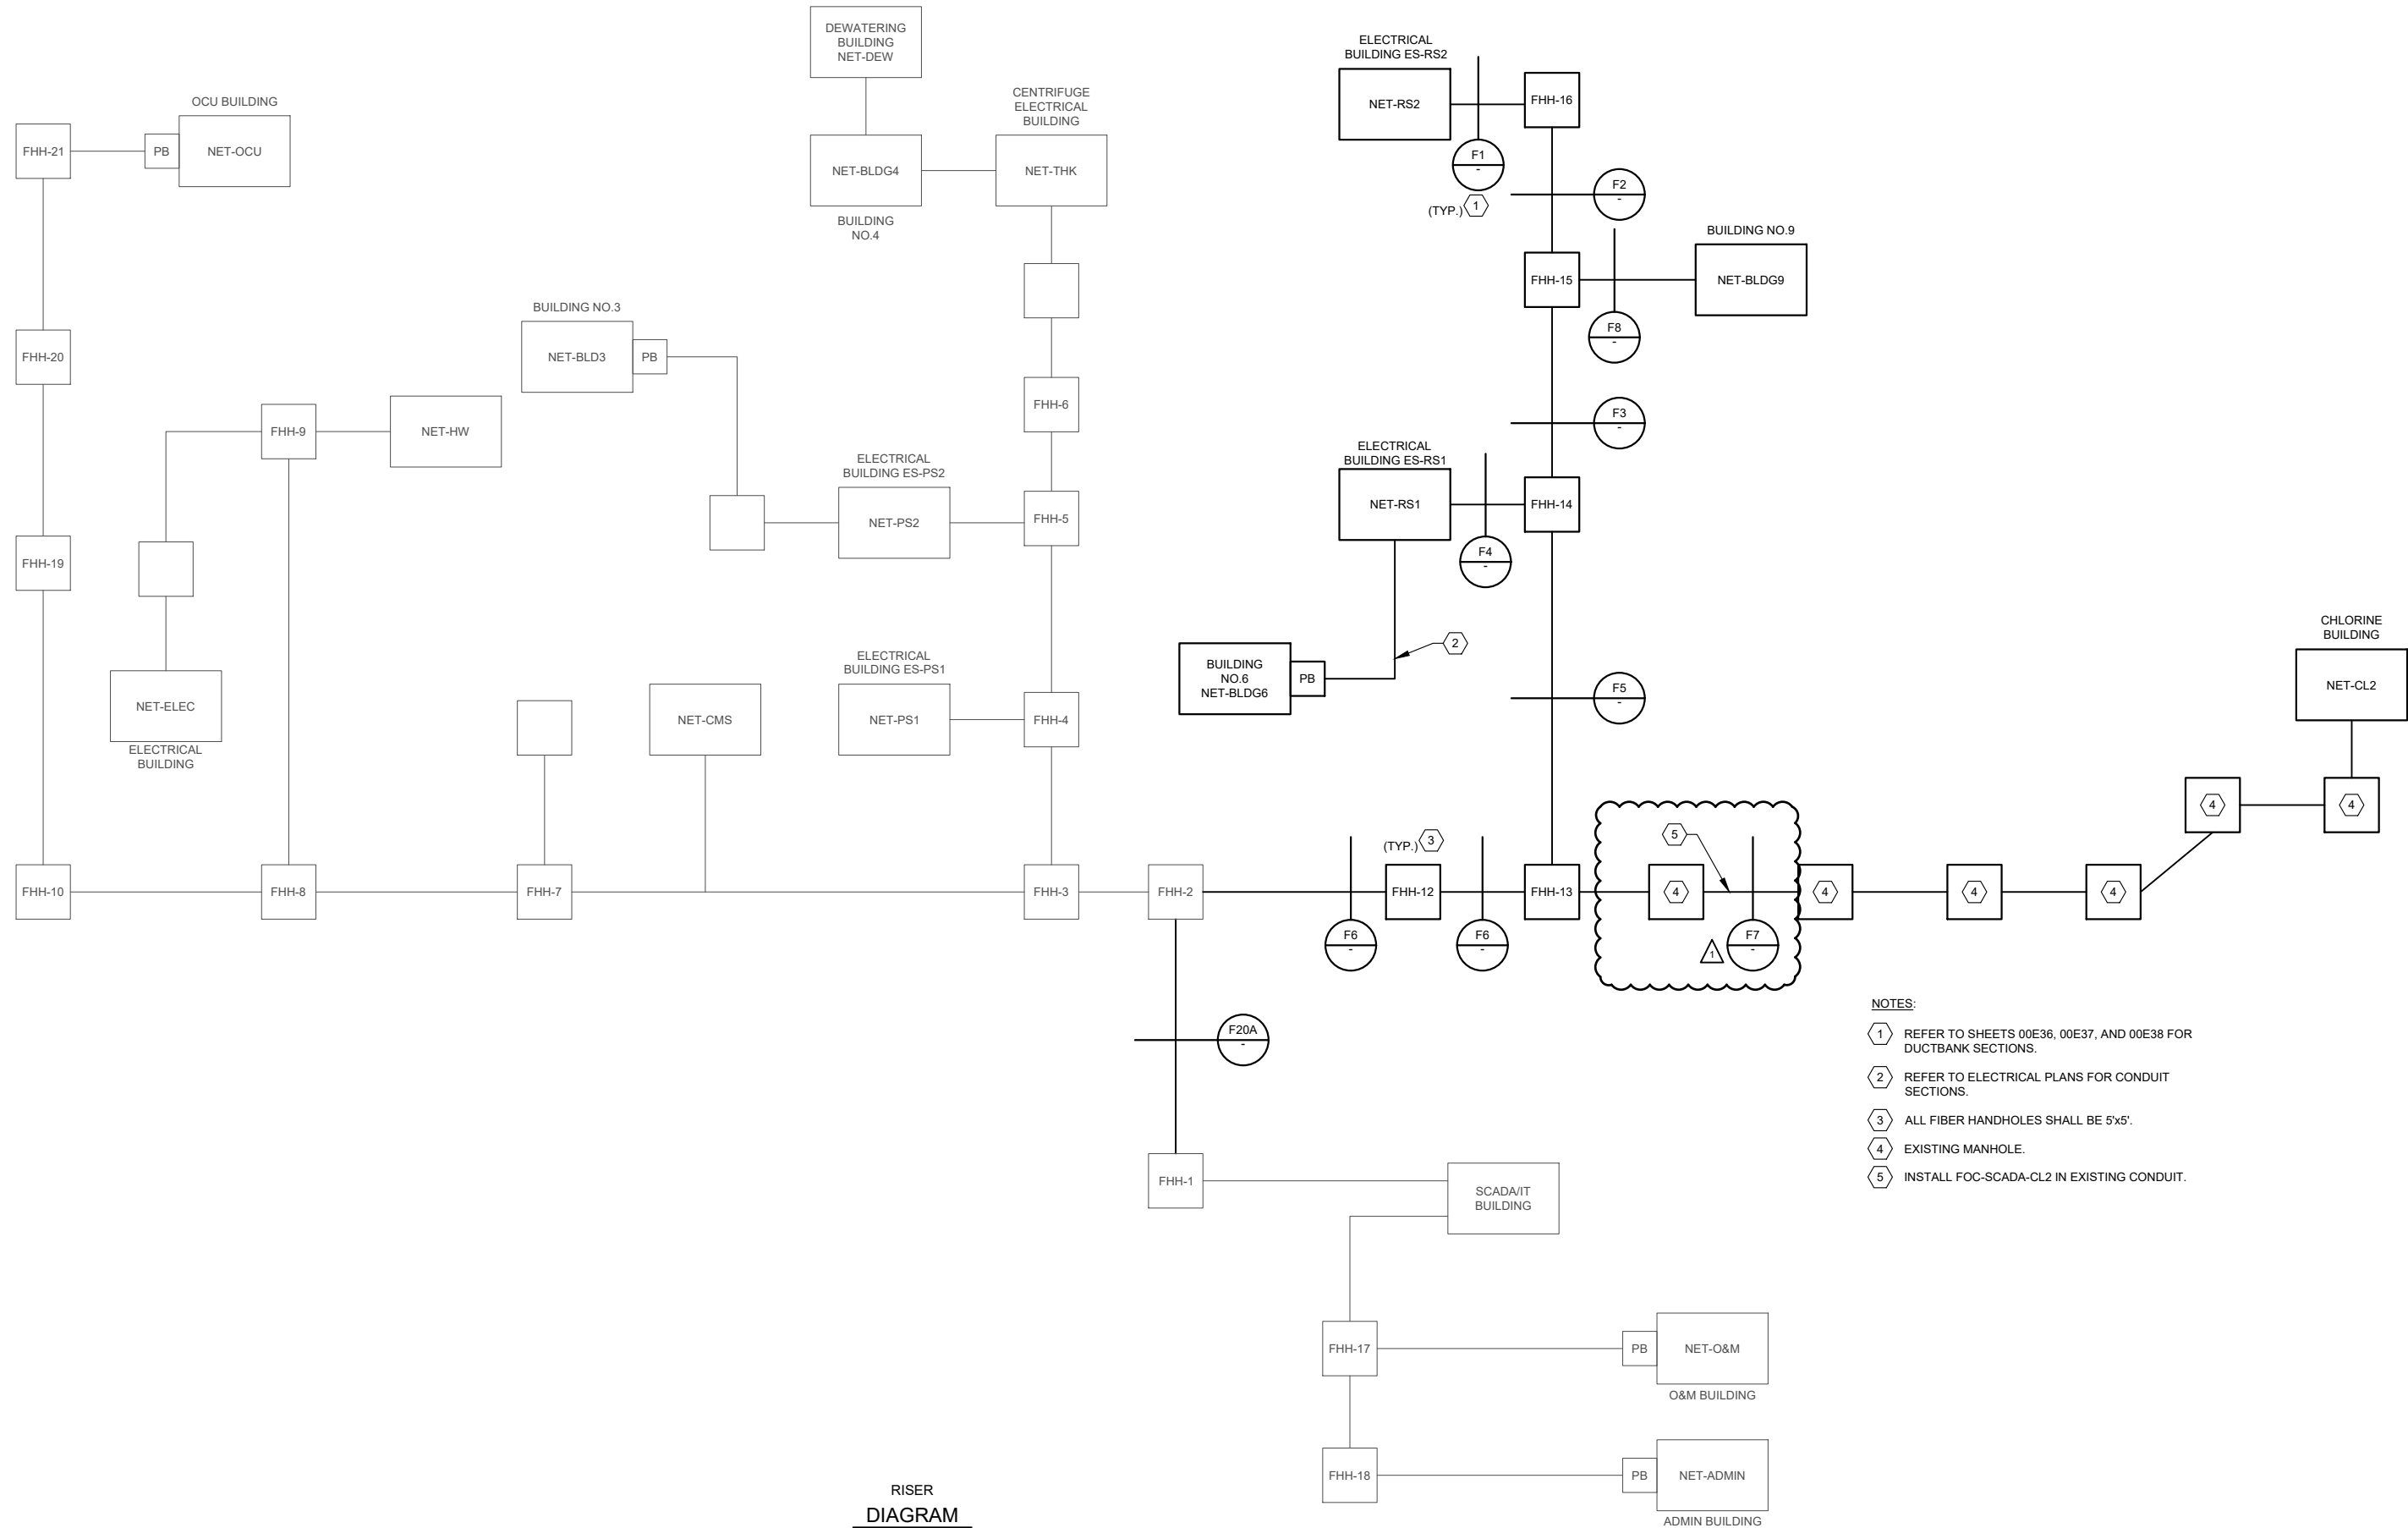 DEWATERING
BUILDING
NET-DEW
ELECTRICAL
BUILDING ES-RS2
NET-RS2
FHH-16
F1
-
(TYP.) 1
F2
-
OCU BUILDING
FHH-21
PB
NET-OCU
CENTRIFUGE
ELECTRICAL
BUILDING
NET-BLDG4
NET-THK
BUILDING
NO.4
BUILDING NO.9
FHH-15
NET-BLDG9
F8
-
BUILDING NO.3
FHH-20
NET-BLD3
PB
FHH-6
F3
-
FHH-9
NET-HW
ELECTRICAL
BUILDING ES-PS2
NET-PS2
FHH-5
ELECTRICAL
BUILDING ES-RS1
NET-RS1
FHH-14
F4
-
FHH-19
2
BUILDING
NO.6
NET-BLDG6
PB
F5
-
CHLORINE
BUILDING
NET-CL2
NET-ELEC
ELECTRICAL
BUILDING
NET-CMS
ELECTRICAL
BUILDING ES-PS1
NET-PS1
FHH-4
4
4
5
(TYP.) 3
FHH-10
FHH-8
FHH-7
FHH-3
FHH-2
FHH-12
FHH-13
4
4
4
4
F6
-
F6
-
1
F7
-
F20A
-
NOTES:
1 REFER TO SHEETS 00E36, 00E37, AND 00E38 FOR
DUCTBANK SECTIONS.
2 REFER TO ELECTRICAL PLANS FOR CONDUIT
SECTIONS.
3 ALL FIBER HANDHOLES SHALL BE 5'x5'.
4 EXISTING MANHOLE.
5 INSTALL FOC-SCADA-CL2 IN EXISTING CONDUIT.
FHH-1
SCADA/IT
BUILDING
FHH-17
PB
NET-O&M
O&M BUILDING
FHH-18
PB
NET-ADMIN
ADMIN BUILDING
RISER
DIAGRAM